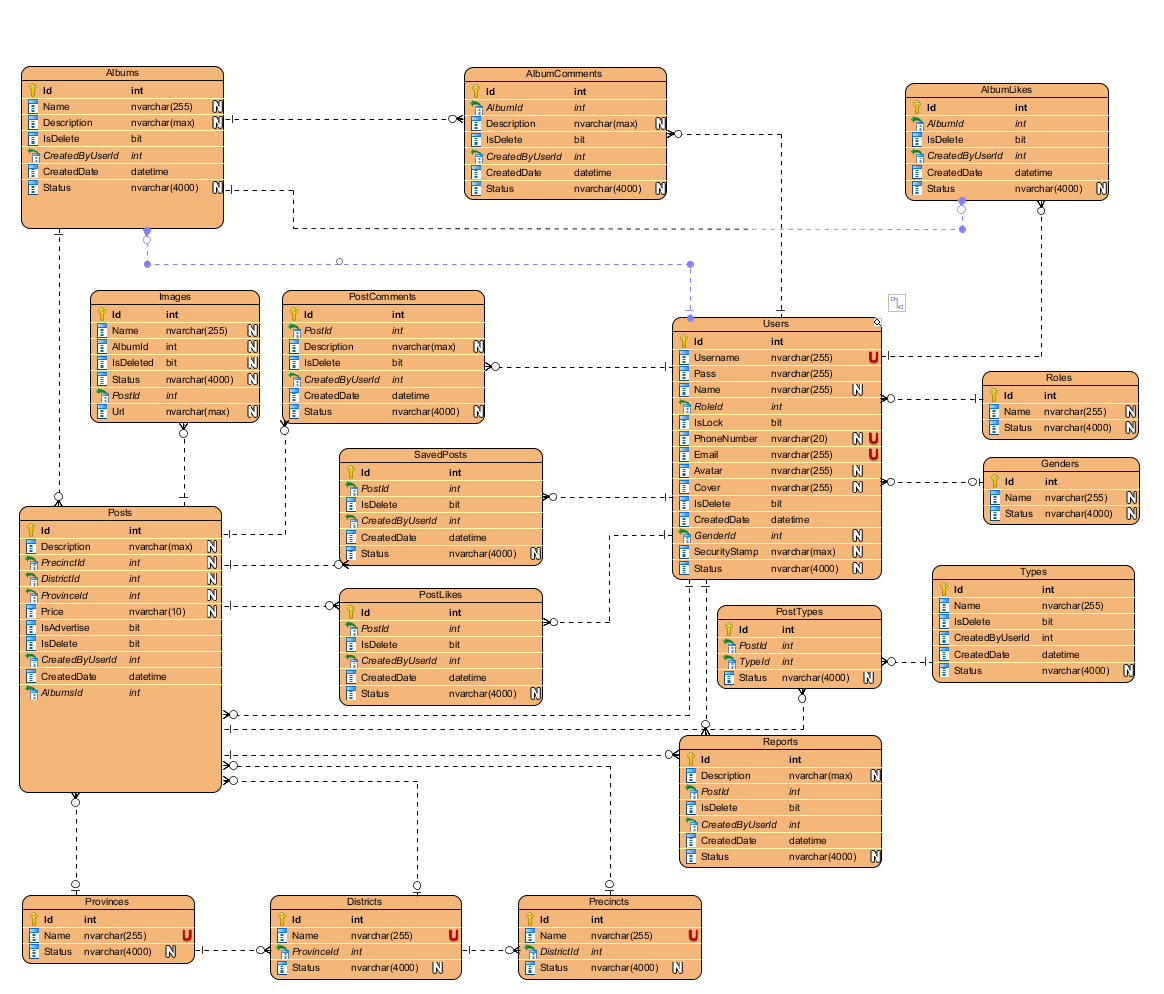 Albums
Id int
Name nvarchar(255) N
Description nvarchar(max) N
IsDelete bit
CreatedByUserId int
CreatedDate datetime
Status nvarchar(4000) N
AlbumComments
Id int
AlbumId int
Description nvarchar(max) N
IsDelete bit
CreatedByUserId int
CreatedDate datetime
Status nvarchar(4000) N
AlbumLikes
Id int
AlbumId int
IsDelete bit
CreatedByUserId int
CreatedDate datetime
Status nvarchar(4000) N
Images
Id int
Name nvarchar(255) N
AlbumId int N
IsDeleted bit N
Status nvarchar(4000) N
PostId int
Url nvarchar(max) N
PostComments
Id int
PostId int
Description nvarchar(max) N
IsDelete bit
CreatedByUserId int
CreatedDate datetime
Status nvarchar(4000) N
Users
Id int
Username nvarchar(255) U
Pass nvarchar(255)
Name nvarchar(255) N
RoleId int
IsLock bit
PhoneNumber nvarchar(20) N U
Email nvarchar(255) U
Avatar nvarchar(255) N
Cover nvarchar(255) N
IsDelete bit
CreatedDate datetime
GenderId int N
SecurityStamp nvarchar(max) N
Status nvarchar(4000) N
Roles
Id int
Name nvarchar(255) N
Status nvarchar(4000) N
Genders
Id int
Name nvarchar(255) N
Status nvarchar(4000) N
SavedPosts
Id int
PostId int
IsDelete bit
CreatedByUserId int
CreatedDate datetime
Status nvarchar(4000) N
Posts
Id int
Description nvarchar(max) N
PrecinctId int N
DistrictId int N
ProvinceId int N
Price nvarchar(10) N
IsAdvertise bit
IsDelete bit
CreatedByUserId int
CreatedDate datetime
AlbumsId int
PostLikes
Id int
PostId int
IsDelete bit
CreatedByUserId int
CreatedDate datetime
Status nvarchar(4000) N
PostTypes
Id int
PostId int
TypeId int
Status nvarchar(4000) N
Types
Id int
Name nvarchar(255)
IsDelete bit
CreatedByUserId int
CreatedDate datetime
Status nvarchar(4000) N
Reports
Id int
Description nvarchar(max) N
PostId int
IsDelete bit
CreatedByUserId int
CreatedDate datetime
Status nvarchar(4000) N
Provinces
Id int
Name nvarchar(255) U
Status nvarchar(4000) N
Districts
Id int
Name nvarchar(255) U
ProvinceId int
Status nvarchar(4000) N
Precincts
Id int
Name nvarchar(255) U
DistrictId int
Status nvarchar(4000) N